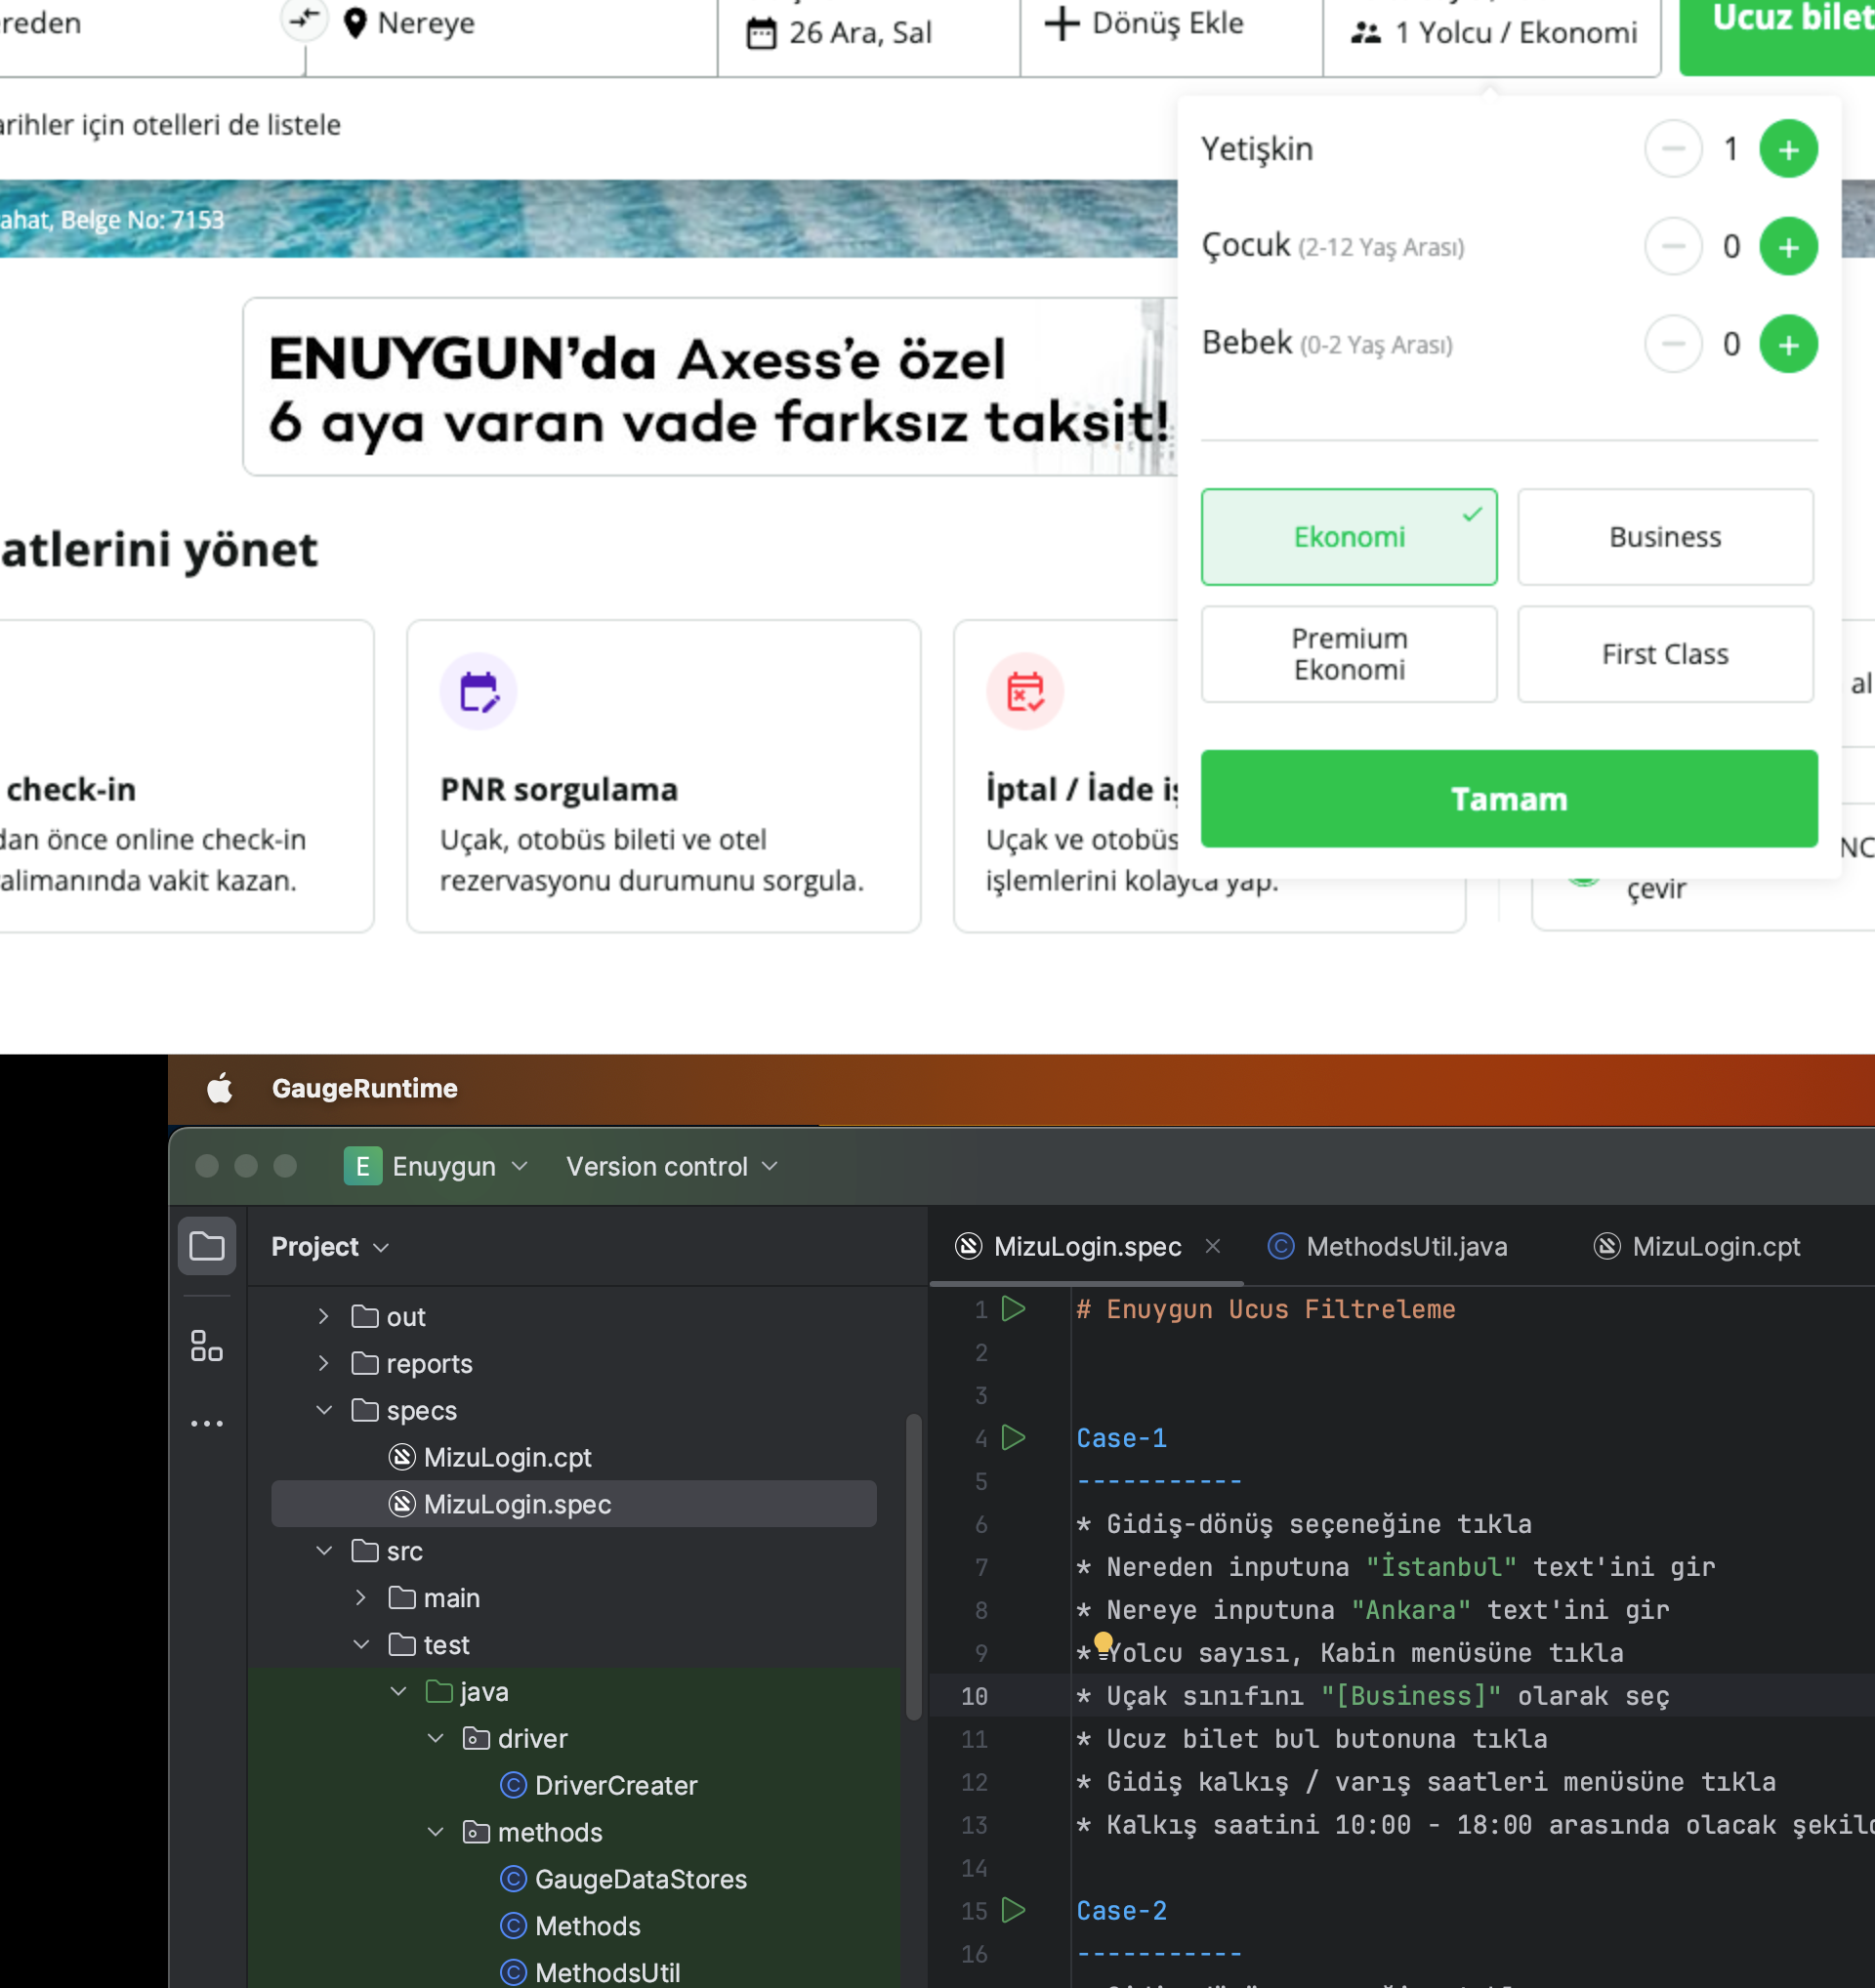 Nereye
26 Ara, Sal
Dönüş Ekle
1 Yolcu / Ekonomi
Ucuz bilet
için otelleri de listele
Belge No: 7153
Yetişkin
1
Çocuk (2-12 Yaş Arası)
0
Bebek (0-2 Yaş Arası)
0
ENUYGUN’da Axess’e özel
6 aya varan vade farksız taksit!
Ekonomi
Business
Premium
Ekonomi
First Class
Tamam
yönet
check-in
önce online check-in
vakit kazan.
PNR sorgulama
Uçak, otobüs bileti ve otel
rezervasyonu durumunu sorgula.
İptal / İade
Uçak ve otobüs
işlemlerini kolayca yap.
çevir
GaugeRuntime
E Enuygun Version control
Project
out
reports
specs
MizuLogin.cpt
MizuLogin.spec
src
main
test
java
driver
DriverCreater
methods
GaugeDataStores
Methods
MethodsUtil
MizuLogin.spec MethodsUtil.java MizuLogin.cpt
1 # Enuygun Ucus Filtreleme
2
3
4 Case-1
5 -----------
6 * Gidiş-dönüş seçeneğine tıkla
7 * Nereden inputuna "İstanbul" text'ini gir
8 * Nereye inputuna "Ankara" text'ini gir
9 * Yolcu sayısı, Kabin menüsüne tıkla
10 * Uçak sınıfını "[Business]" olarak seç
11 * Ucuz bilet bul butonuna tıkla
12 * Gidiş kalkış / varış saatleri menüsüne tıkla
13 * Kalkış saatini 10:00 - 18:00 arasında olacak
14
15 Case-2
16 -----------